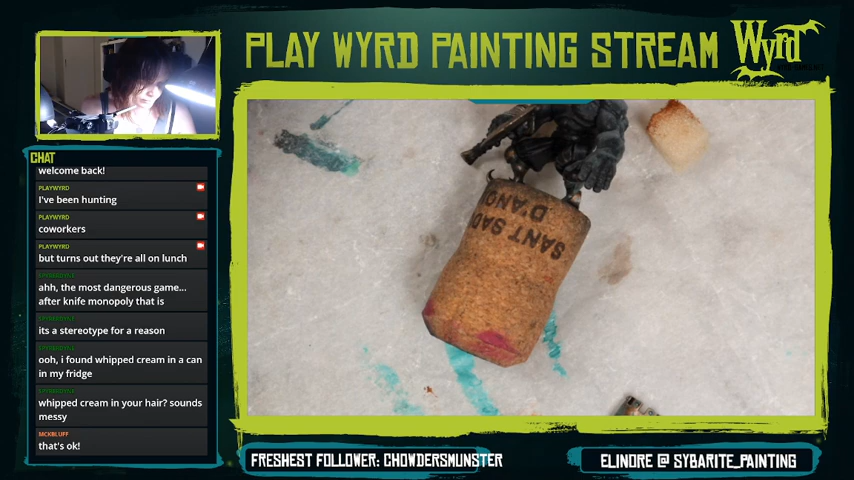 PLAY WYRD PAINTING STREAM
Wyrd
CHAT
welcome back!
PLAYWYRD
I've been hunting
PLAYWYRD
coworkers
PLAYWYRD
but turns out they're all on lunch
ahh, the most dangerous game...
after knife monopoly that is
its a stereotype for a reason
ooh, i found whipped cream in a can
in my fridge
whipped cream in your hair? sounds
messy
MCKBLUFF
that's ok!
SANT SAD
D'ANO
FRESHEST FOLLOWER: CHOWDERSMUNSTER
ELINORE @ SYBARITE_PAINTING